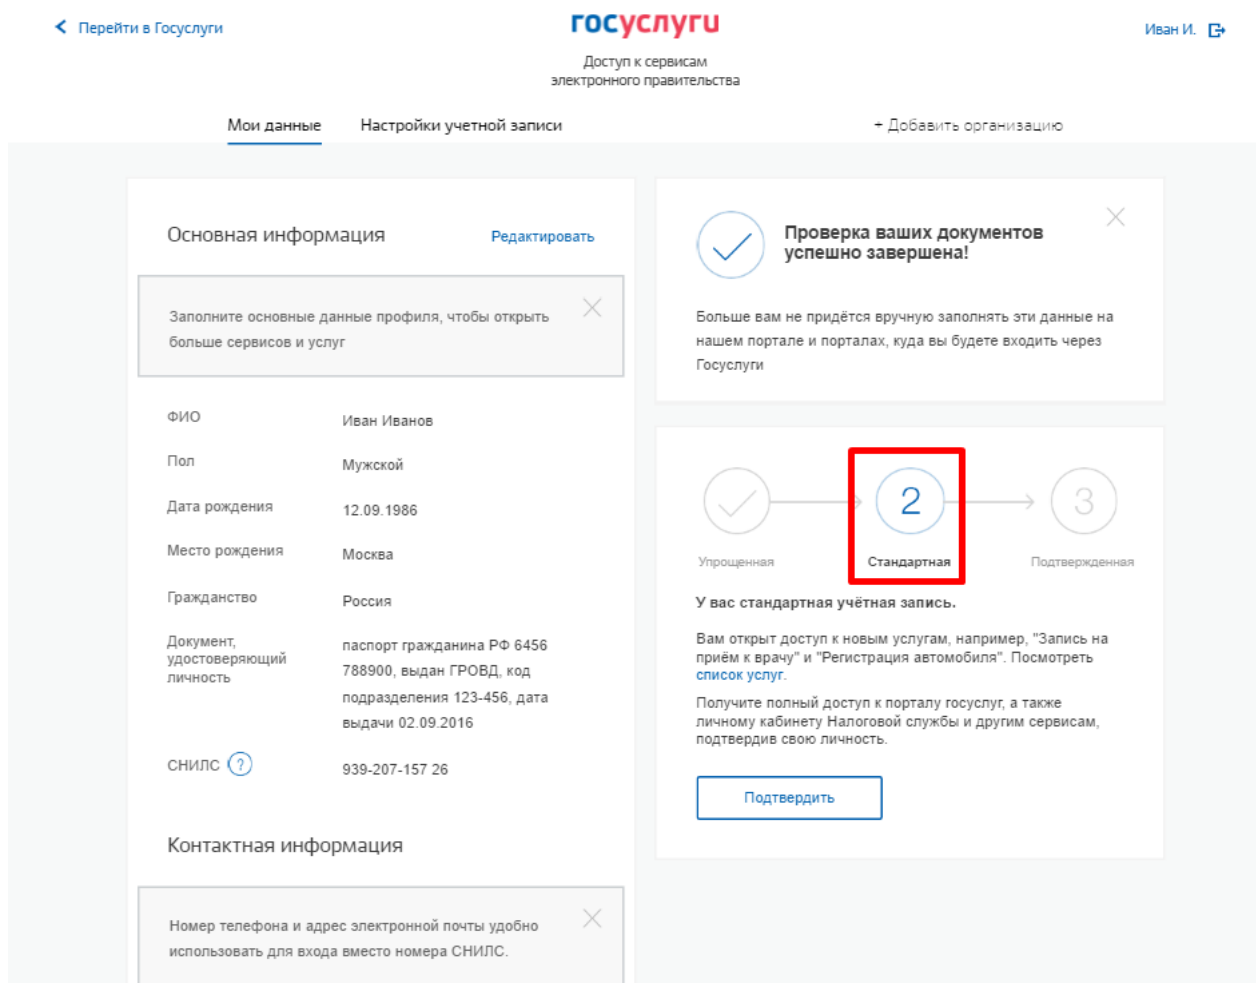 Перейти в Госуслуги
госуслуги
Иван И.
Доступ к сервисам
электронного правительства
Мои данные
Настройки учетной записи
+ Добавить организацию
Основная информация
Редактировать
Заполните основные данные профиля, чтобы открыть
больше сервисов и услуг
ФИО
Иван Иванов
Пол
Мужской
Дата рождения
12.09.1986
Место рождения
Москва
Гражданство
Россия
Документ,
удостоверяющий
личность
паспорт гражданина РФ 6456
788900, выдан ГРОВД, код
подразделения 123-456, дата
выдачи 02.09.2016
СНИЛС ?
939-207-157 26
Контактная информация
Номер телефона и адрес электронной почты удобно
использовать для входа вместо номера СНИЛС.
Проверка ваших документов
успешно завершена!
Больше вам не придётся вручную заполнять эти данные на
нашем портале и порталах, куда вы будете входить через
Госуслуги
2
3
Упрощенная
Стандартная
Подтвержденная
У вас стандартная учётная запись.
Вам открыт доступ к новым услугам, например, "Запись на
приём к врачу" и "Регистрация автомобиля". Посмотреть
список услуг.
Получите полный доступ к порталу госуслуг, а также
личному кабинету Налоговой службы и другим сервисам,
подтвердив свою личность.
Подтвердить